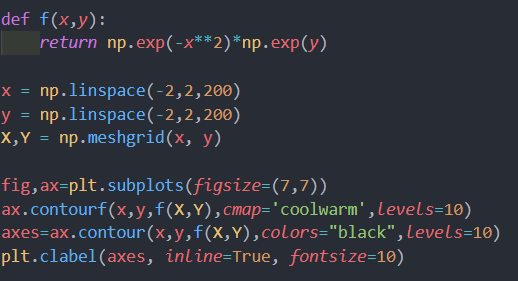 def f(x,y):
    return np.exp(-x**2)*np.exp(y)

x = np.linspace(-2,2,200)
y = np.linspace(-2,2,200)
X,Y = np.meshgrid(x, y)

fig,ax=plt.subplots(figsize=(7,7))
ax.contourf(x,y,f(X,Y),cmap='coolwarm',levels=10)
axes=ax.contour(x,y,f(X,Y),colors="black",levels=10)
plt.clabel(axes, inline=True, fontsize=10)